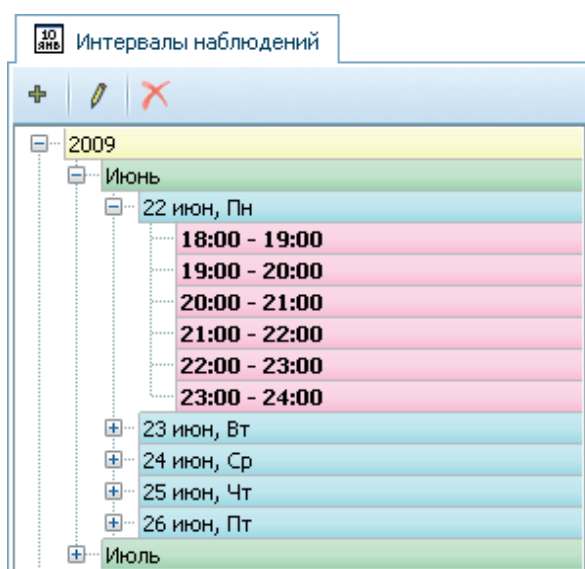 10
ЯНВ
Интервалы наблюдений
2009
Июнь
22 июн, Пн
18:00 - 19:00
19:00 - 20:00
20:00 - 21:00
21:00 - 22:00
22:00 - 23:00
23:00 - 24:00
23 июн, Вт
24 июн, Ср
25 июн, Чт
26 июн, Пт
Июль